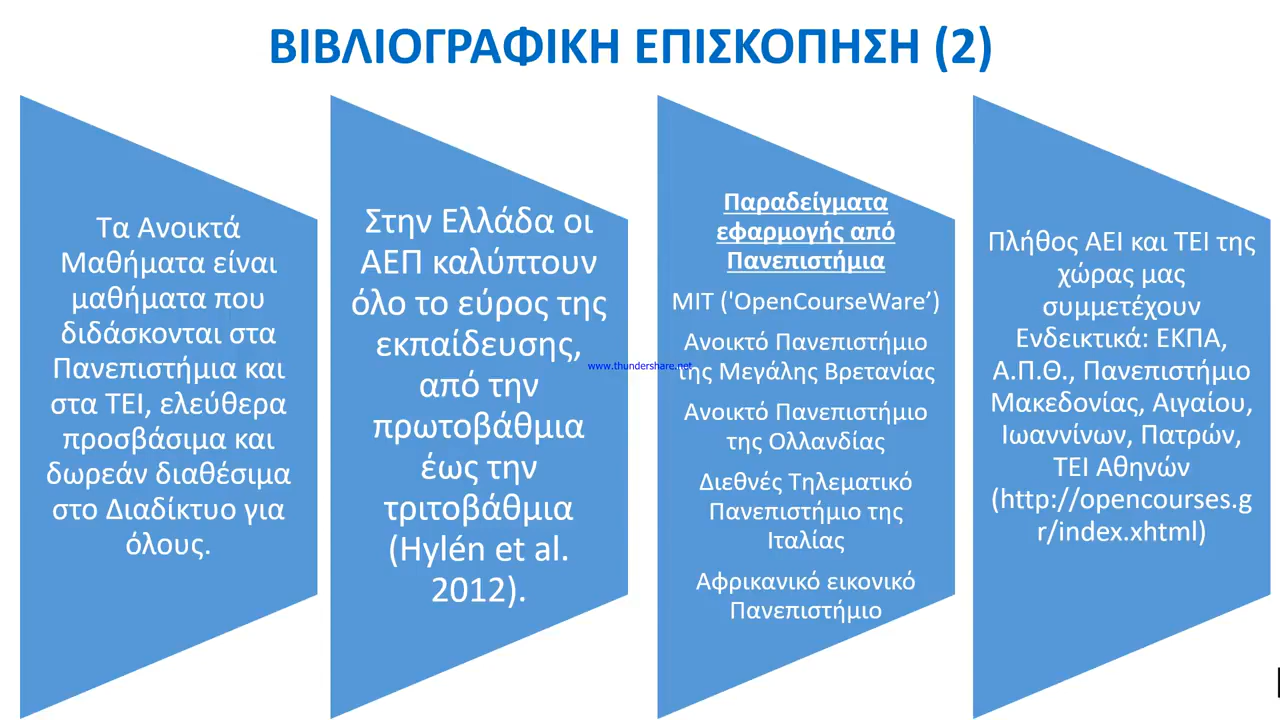 ΒΙΒΛΙΟΓΡΑΦΙΚΗ ΕΠΙΣΚΟΠΗΣΗ (2)
Τα Ανοικτά
Μαθήματα είναι
μαθήματα που
διδάσκονται στα
Πανεπιστήμια και
στα ΤΕΙ, ελεύθερα
προσβάσιμα και
δωρεάν διαθέσιμα
στο Διαδίκτυο για
όλους.
Στην Ελλάδα οι
ΑΕΠ καλύπτουν
όλο το εύρος της
εκπαίδευσης,
από την
πρωτοβάθμια
έως την
τριτοβάθμια
(Hylén et al.
2012).
Παραδείγματα
εφαρμογής από
Πανεπιστήμια
MIT ('OpenCourseWare’)
Ανοικτό Πανεπιστήμιο
της Μεγάλης Βρετανίας
Ανοικτό Πανεπιστήμιο
της Ολλανδίας
Διεθνές Τηλεματικό
Πανεπιστήμιο της
Ιταλίας
Αφρικανικό εικονικό
Πανεπιστήμιο
Πλήθος ΑΕΙ και ΤΕΙ της
χώρας μας
συμμετέχουν
Ενδεικτικά: ΕΚΠΑ,
Α.Π.Θ., Πανεπιστήμιο
Μακεδονίας, Αιγαίου,
Ιωαννίνων, Πατρών,
ΤΕΙ Αθηνών
(http://opencourses.g
r/index.xhtml)
www.thundershare.net